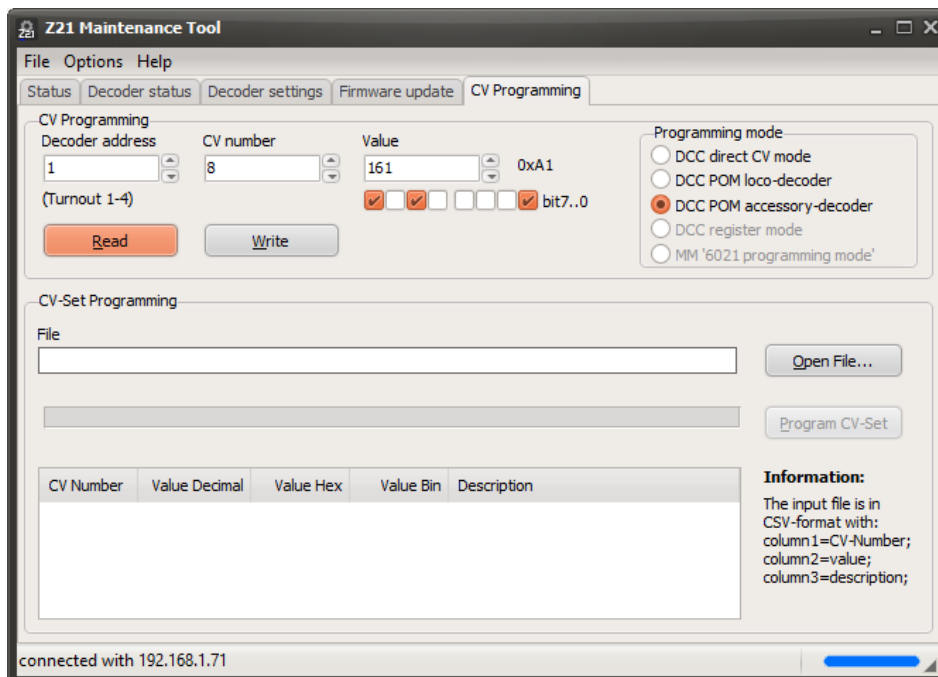 Z21 Maintenance Tool
File Options Help
Status Decoder status Decoder settings Firmware update CV Programming
CV Programming
Decoder address CV number Value
1 8 161 0xA1
(Turnout 1-4) bit7..0
Read Write
Programming mode
DCC direct CV mode
DCC POM loco-decoder
DCC POM accessory-decoder
DCC register mode
MM '6021 programming mode'
CV-Set Programming
File
Open File...
Program CV-Set
CV Number Value Decimal Value Hex Value Bin Description
Information:
The input file is in
CSV-format with:
column1=CV-Number;
column2=value;
column3=description;
connected with 192.168.1.71